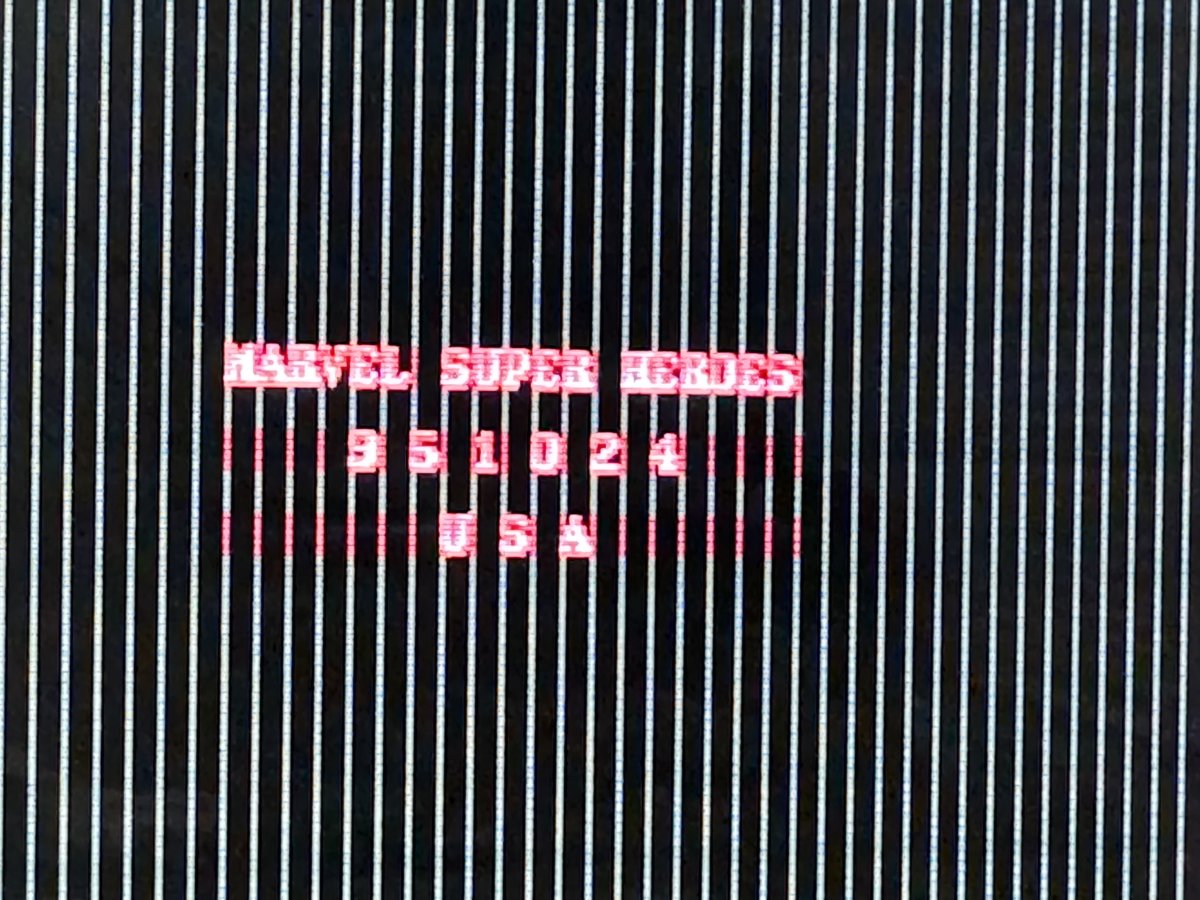 MARVEL SUPER HEROES
951024
USA